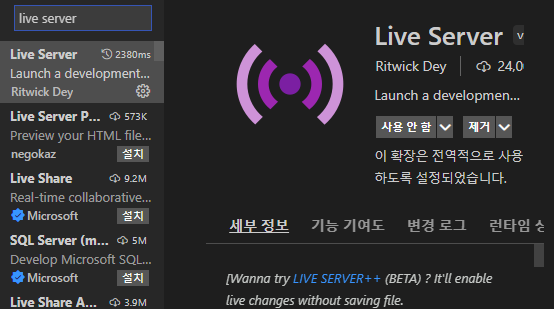 live server
Live Server 2380ms
Launch a development...
Ritwick Dey
Live Server P... 573K
Preview your HTML file...
negokaz 설치
Live Share 9.2M
Real-time collaborative...
Microsoft 설치
SQL Server (m... 5M
Develop Microsoft SQL...
Microsoft 설치
Live Share A... 3.9M
Live Server
Ritwick Dey 24,0
Launch a developmen...
사용 안 함 제거
이 확장은 전역적으로 사용
하도록 설정되었습니다.
세부 정보 기능 기여도 변경 로그 런타임
[Wanna try LIVE SERVER++ (BETA) ? It'll enable
live changes without saving file.